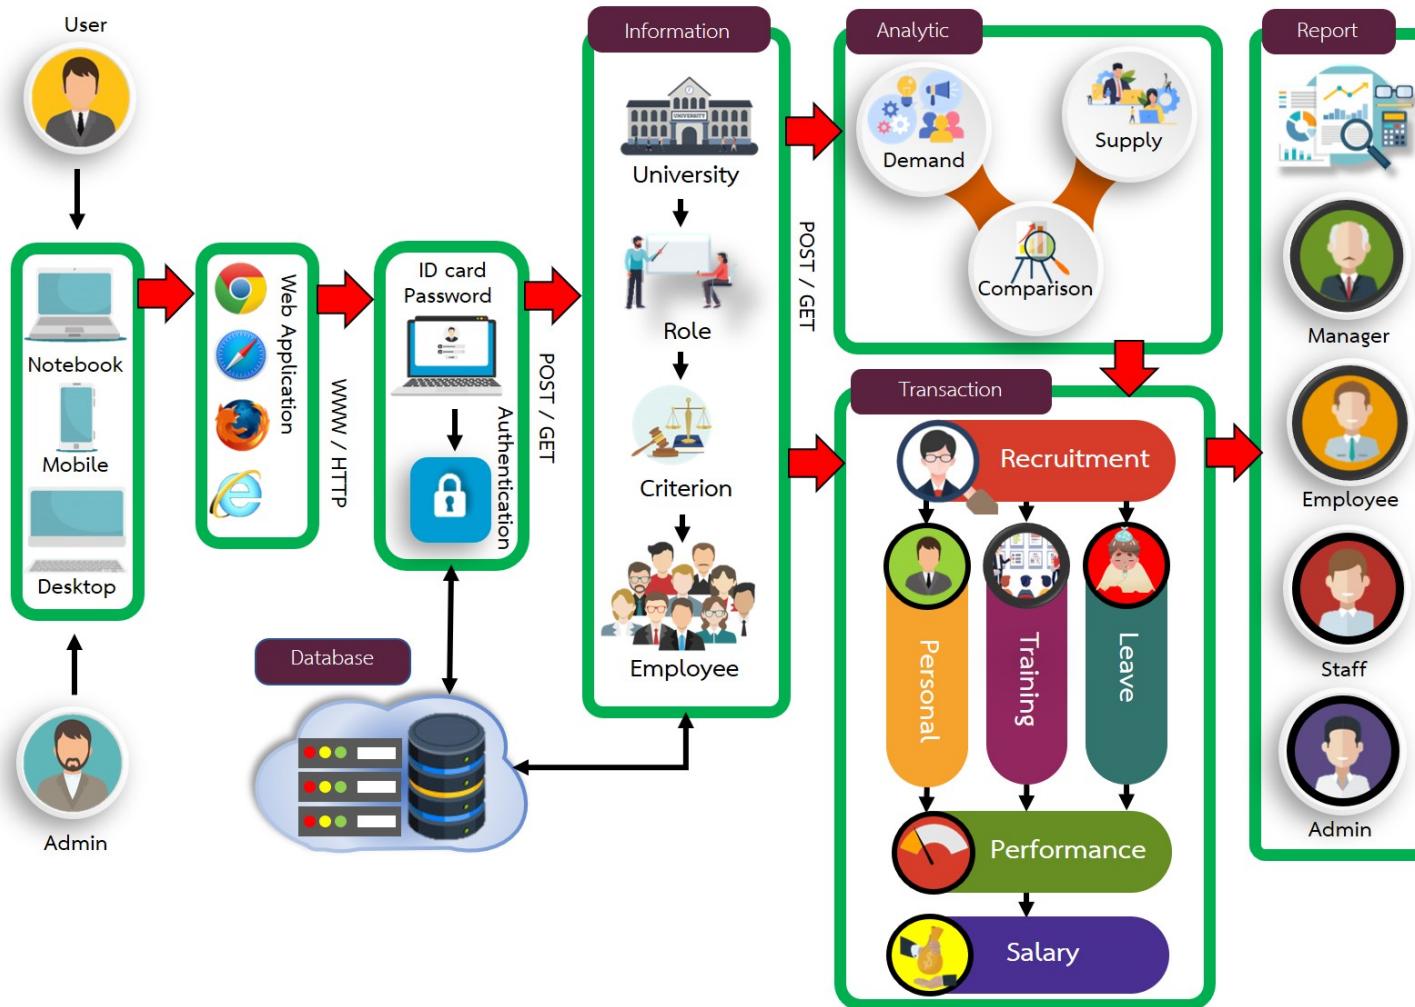 User
Notebook
Mobile
Desktop
Admin
Web Application
WWW / HTTP
ID card
Password
Authentication
POST / GET
Database
Information
UNIVERSITY
University
Role
Criterion
Employee
POST / GET
Analytic
Demand
Supply
Comparison
Transaction
Recruitment
Personal
Training
Leave
Performance
Salary
Report
Manager
Employee
Staff
Admin